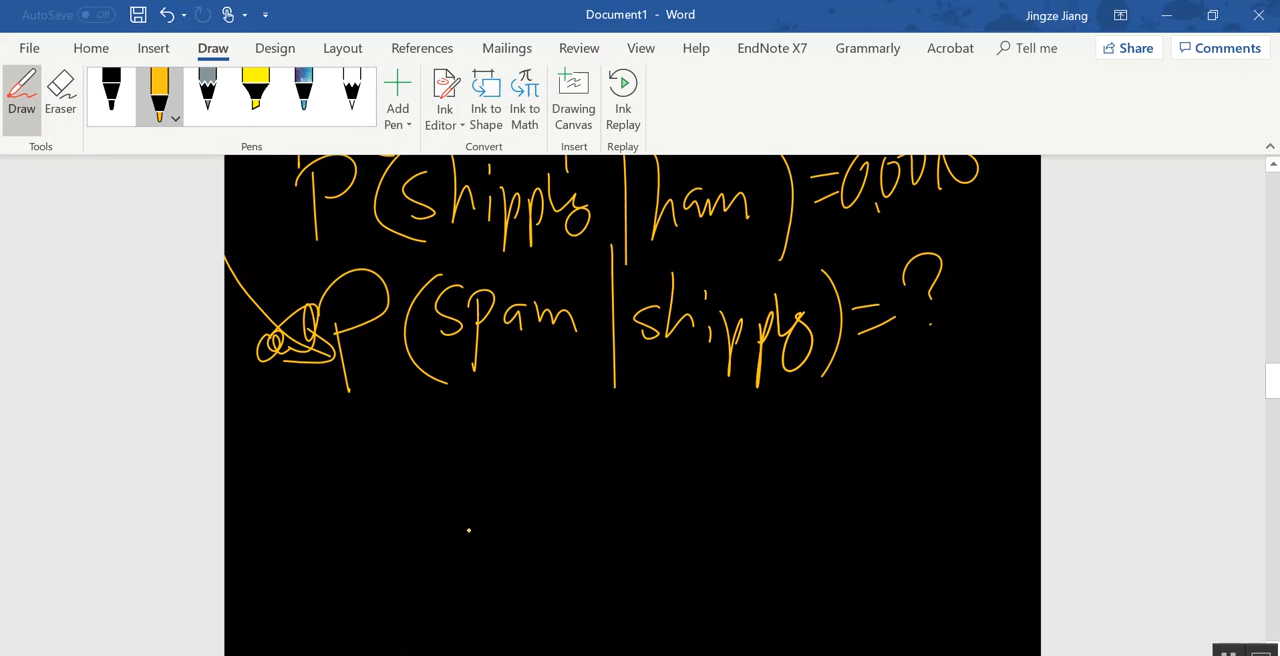 AutoSave Off Document1 - Word Jingze Jiang
File Home Insert Draw Design Layout References Mailings Review View Help EndNote X7 Grammarly Acrobat Tell me Share Comments
Draw Eraser Add Pen Ink Editor Ink to Shape Ink to Math Drawing Canvas Ink Replay
Tools Pens Convert Insert Replay
P(shipply | ham) =
P(spam | shipply) = ?